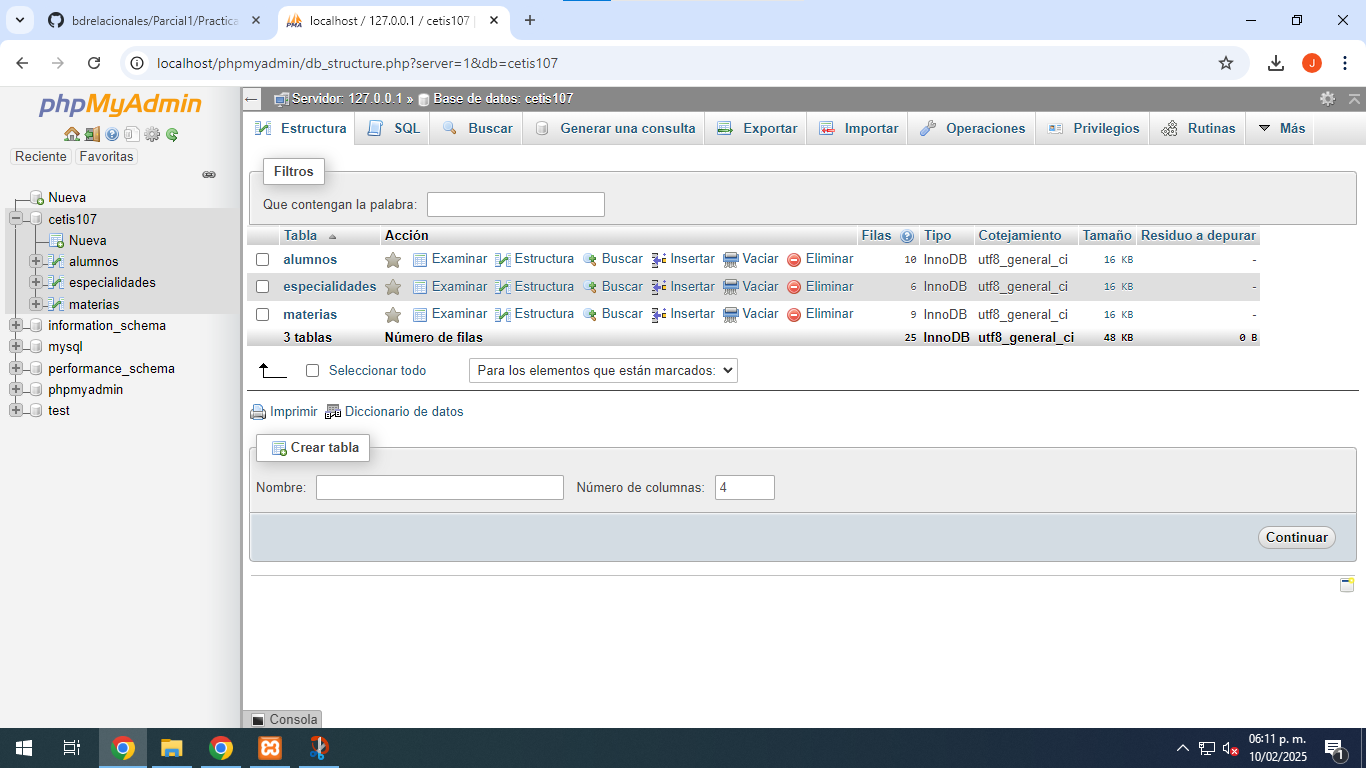 bdrelacionales/Parcial1/Practica
localhost / 127.0.0.1 / cetis107 |
localhost/phpmyadmin/db_structure.php?server=1&db=cetis107
J
phpMyAdmin
Reciente Favoritas
Nueva
cetis107
Nueva
alumnos
especialidades
materias
information_schema
mysql
performance_schema
phpmyadmin
test
Servidor: 127.0.0.1 » Base de datos: cetis107
Estructura SQL Buscar Generar una consulta Exportar Importar Operaciones Privilegios Rutinas Más
Filtros
Que contengan la palabra:
Tabla Acción Filas Tipo Cotejamiento Tamaño Residuo a depurar
alumnos Examinar Estructura Buscar Insertar Vaciar Eliminar 10 InnoDB utf8_general_ci 16 KB -
especialidades Examinar Estructura Buscar Insertar Vaciar Eliminar 6 InnoDB utf8_general_ci 16 KB -
materias Examinar Estructura Buscar Insertar Vaciar Eliminar 9 InnoDB utf8_general_ci 16 KB -
3 tablas Número de filas 25 InnoDB utf8_general_ci 48 KB 0 B
Seleccionar todo Para los elementos que están marcados:
Imprimir Diccionario de datos
Crear tabla
Nombre: Número de columnas: 4
Continuar
Consola
06:11 p. m.
10/02/2025
1